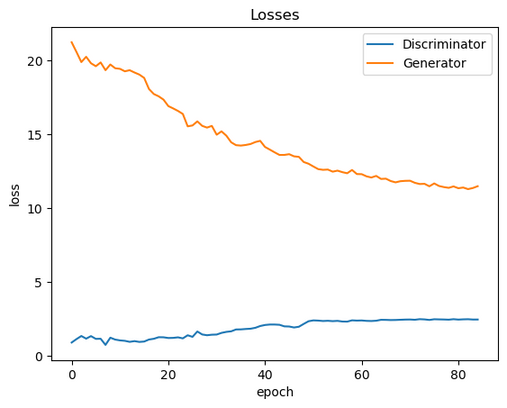 Losses
Discriminator
Generator
20
15
10
5
0
loss
0 20 40 60 80
epoch